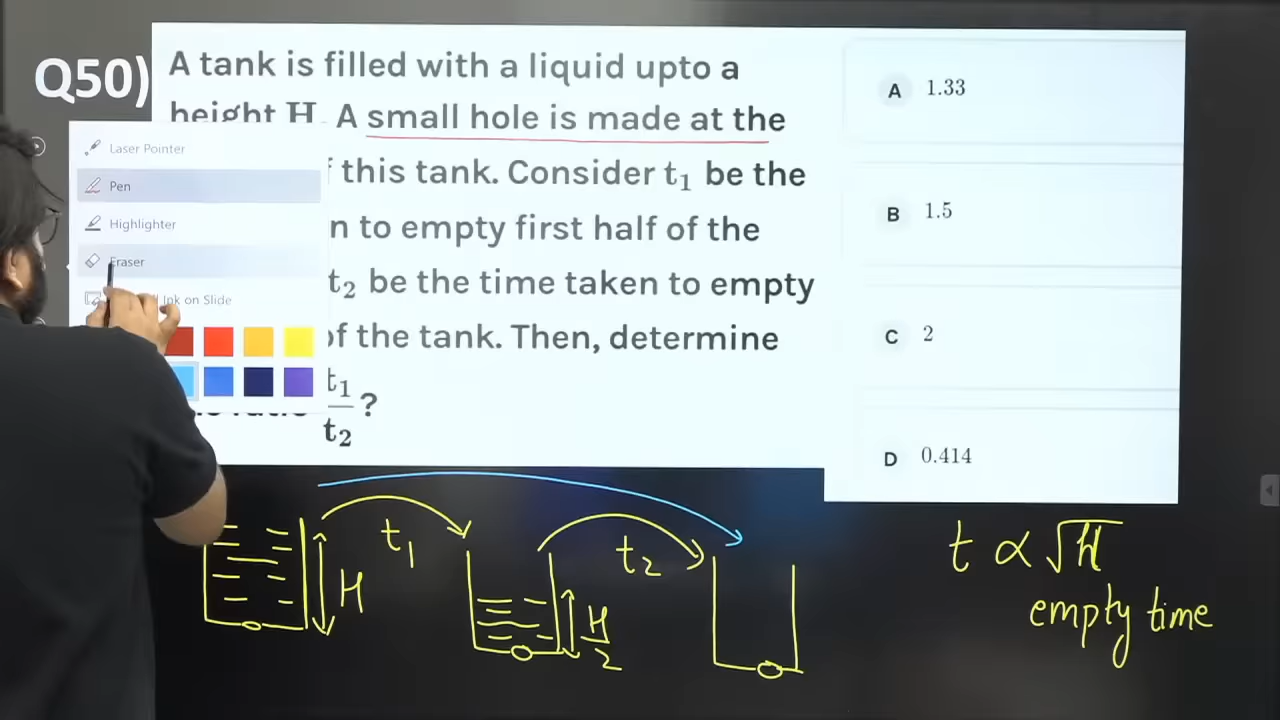 Q50)
A tank is filled with a liquid upto a
height H. A small hole is made at the
this tank. Consider t₁ be the
n to empty first half of the
t₂ be the time taken to empty
of the tank. Then, determine
t₁
t₂
?
Laser Pointer
Pen
Highlighter
Eraser
Ink on Slide
A 1.33
B 1.5
C 2
D 0.414
H
t₁
H
2
t₂
t ∝ √H
empty time